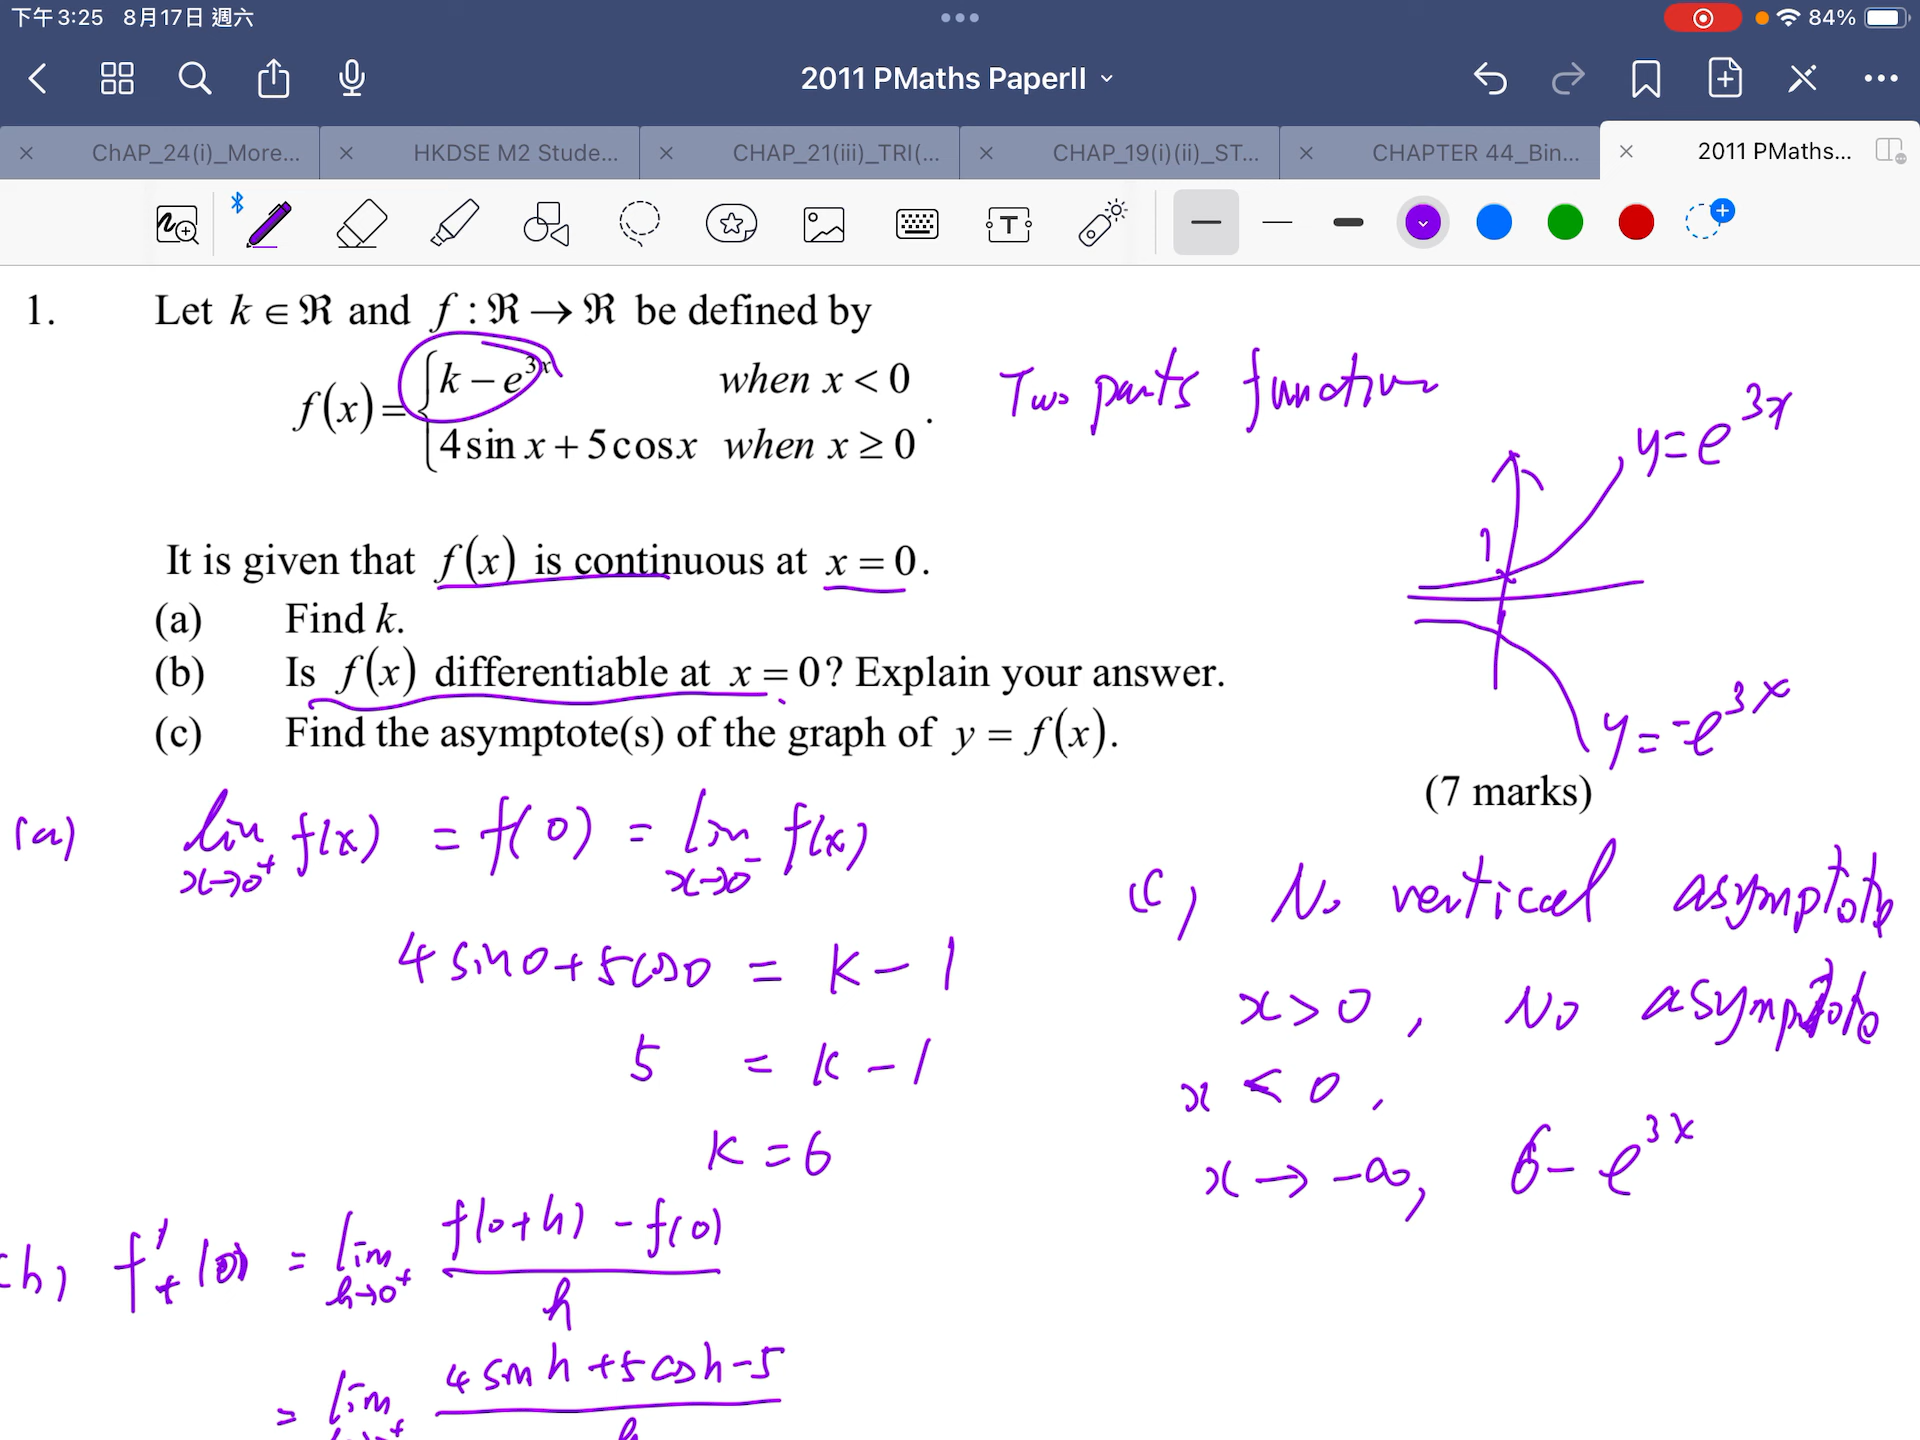 下午3:25 8月17日 週六
84%
2011 PMaths PaperII
ChAP_24(i)_More...
HKDSE M2 Stude...
CHAP_21(iii)_TRI(...
CHAP_19(i)(ii)_ST...
CHAPTER 44_Bin...
2011 PMaths...
1. Let k ∈ ℜ and f : ℜ → ℜ be defined by
f(x) = { k − e^{3x} when x < 0
4 sin x + 5 cos x when x ≥ 0 .
Two parts function
y = e^{3x}
1
It is given that f(x) is continuous at x = 0.
(a) Find k.
(b) Is f(x) differentiable at x = 0? Explain your answer.
y = -e^{3x}
(c) Find the asymptote(s) of the graph of y = f(x).
(7 marks)
(a) lim x→0⁺ f(x) = f(0) = lim x→0⁻ f(x)
4 sin 0 + 5 cos 0 = k − 1
5 = k − 1
k = 6
(b) f'₊(0) = lim h→0⁺ f(0+h) − f(0) / h
= lim 4 sin h + 5 cos h − 5
(c) No vertical asymptote
x > 0, No asymptote
x < 0,
x → −∞, 6 − e^{3x}